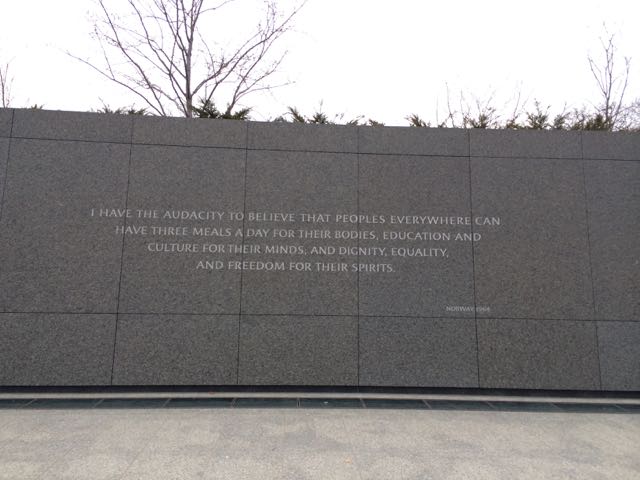 I HAVE THE AUDACITY TO BELIEVE THAT PEOPLES EVERYWHERE CAN
HAVE THREE MEALS A DAY FOR THEIR BODIES, EDUCATION AND
CULTURE FOR THEIR MINDS, AND DIGNITY, EQUALITY,
AND FREEDOM FOR THEIR SPIRITS.
NORWAY 1964